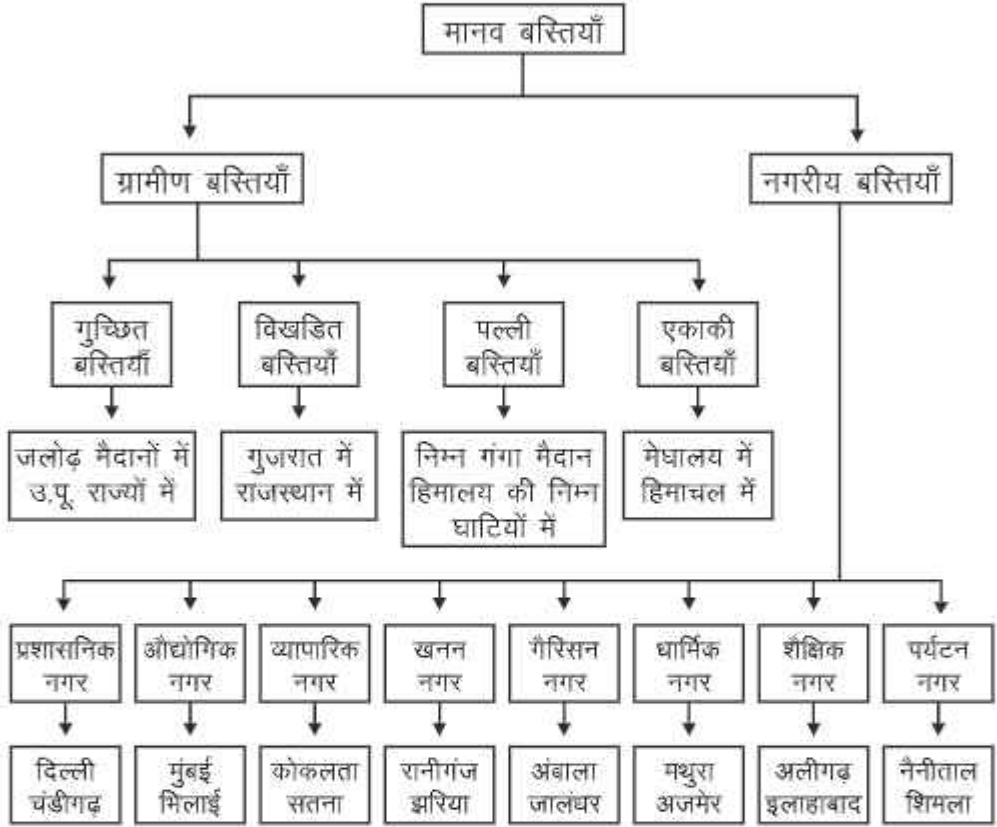 मानव बस्तियाँ
ग्रामीण बस्तियाँ
नगरीय बस्तियाँ
गुच्छित
बस्तियाँ
विखडित
बस्तियाँ
पल्ली
बस्तियाँ
एकाकी
बस्तियाँ
जलोढ़ मैदानों में
उ.पू. राज्यों में
गुजरात में
राजस्थान में
निम्न गंगा मैदान
हिमालय की निम्न
घाटियों में
मेघालय में
हिमाचल में
प्रशासनिक
नगर
औद्योगिक
नगर
व्यापारिक
नगर
खनन
नगर
गैरिसन
नगर
धार्मिक
नगर
शैक्षिक
नगर
पर्यटन
नगर
दिल्ली
चंडीगढ़
मुंबई
भिलाई
कोकलता
सतना
रानीगंज
झरिया
अंबाला
जालंधर
मथुरा
अजमेर
अलीगढ़
इलाहाबाद
नैनीताल
शिमला